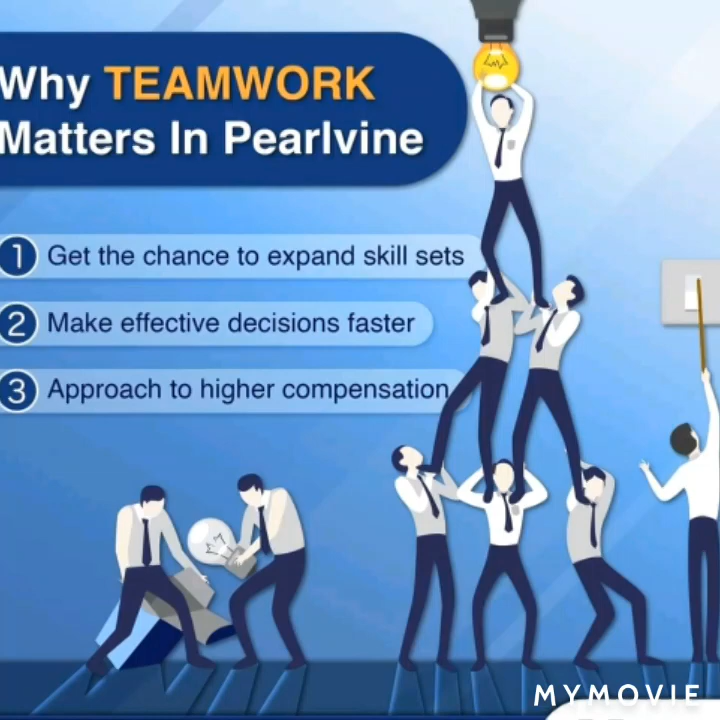 Why TEAMWORK
Matters In Pearlvine
1 Get the chance to expand skill sets
2 Make effective decisions faster
3 Approach to higher compensation
MYMOVIE